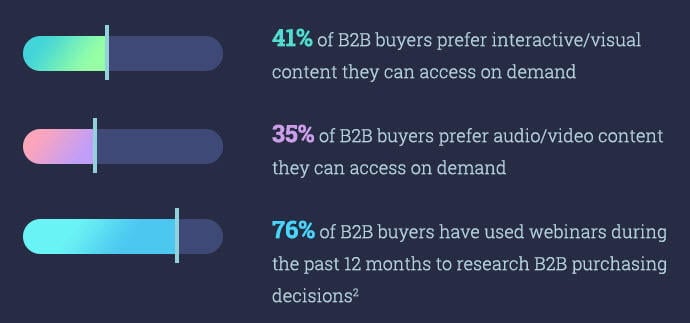 41% of B2B buyers prefer interactive/visual
content they can access on demand
35% of B2B buyers prefer audio/video content
they can access on demand
76% of B2B buyers have used webinars during
the past 12 months to research B2B purchasing
decisions²